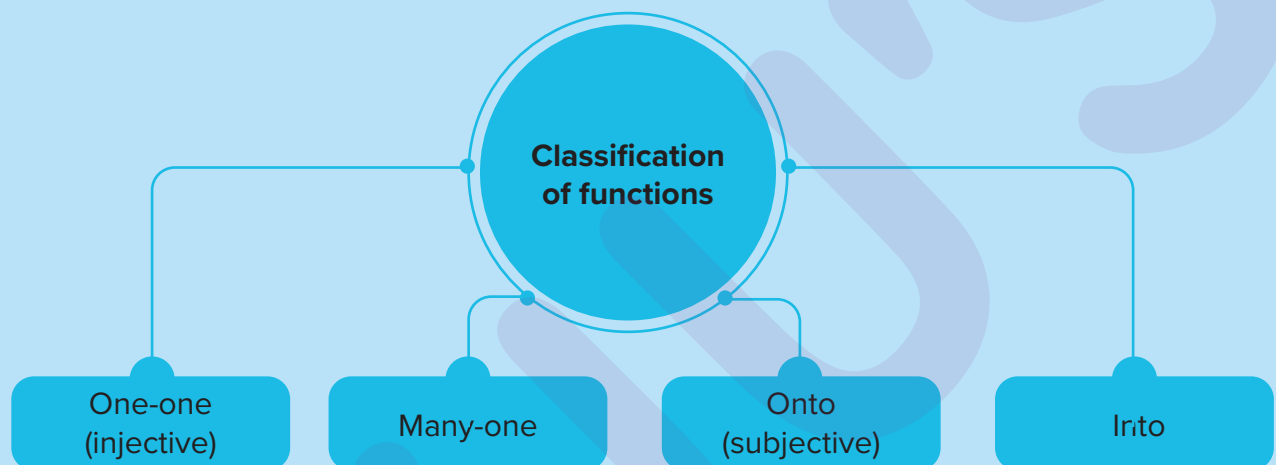 Classification
of functions
One-one
(injective)
Many-one
Onto
(subjective)
Into